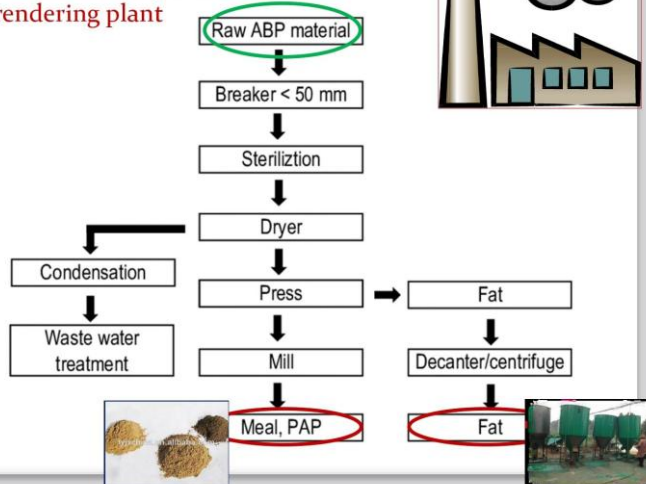 rendering plant
Raw ABP material
Breaker < 50 mm
Steriliztion
Dryer
Condensation
Press
Fat
Waste water
treatment
Mill
Decanter/centrifuge
Meal, PAP
Fat